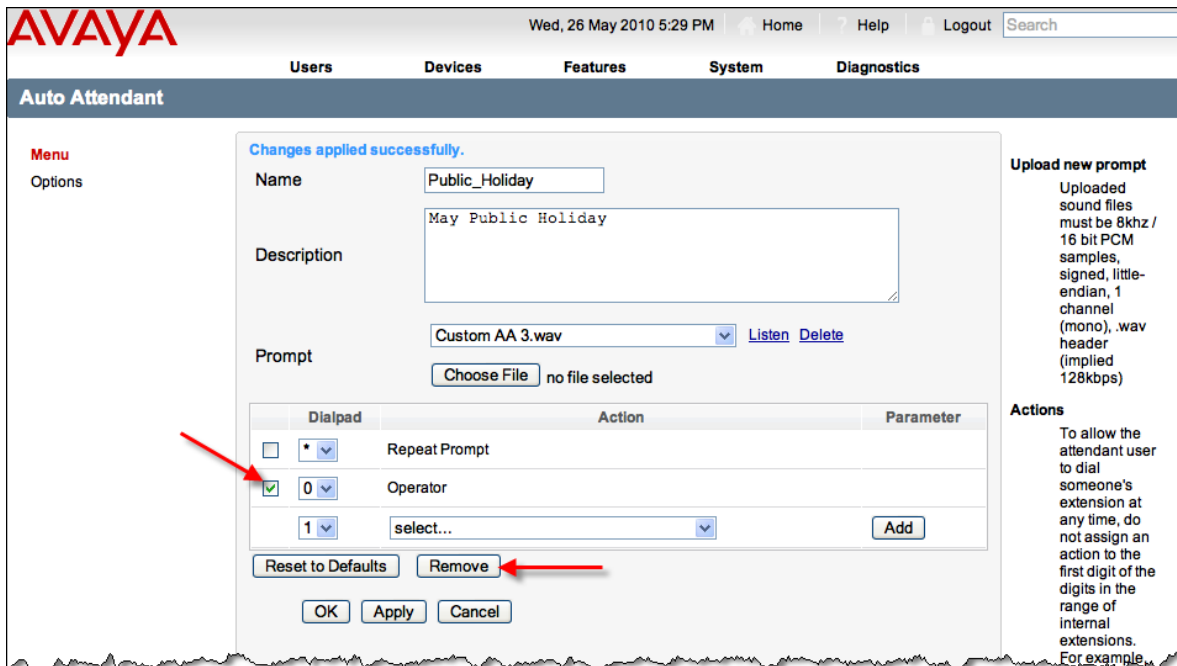 AVAYA
Wed, 26 May 2010 5:29 PM Home ? Help Logout Search
Users Devices Features System Diagnostics
Auto Attendant
Menu
Options
Changes applied successfully.
Name Public_Holiday
Description May Public Holiday
Prompt Custom AA 3.wav Listen Delete
Choose File no file selected
Dialpad Action Parameter
* Repeat Prompt
0 Operator
1 select... Add
Reset to Defaults Remove
OK Apply Cancel
Upload new prompt
Uploaded
sound files
must be 8khz /
16 bit PCM
samples,
signed, little-
endian, 1
channel
(mono), .wav
header
(implied
128kbps)
Actions
To allow the
attendant user
to dial
someone's
extension at
any time, do
not assign an
action to the
first digit of the
digits in the
range of
internal
extensions.
For example